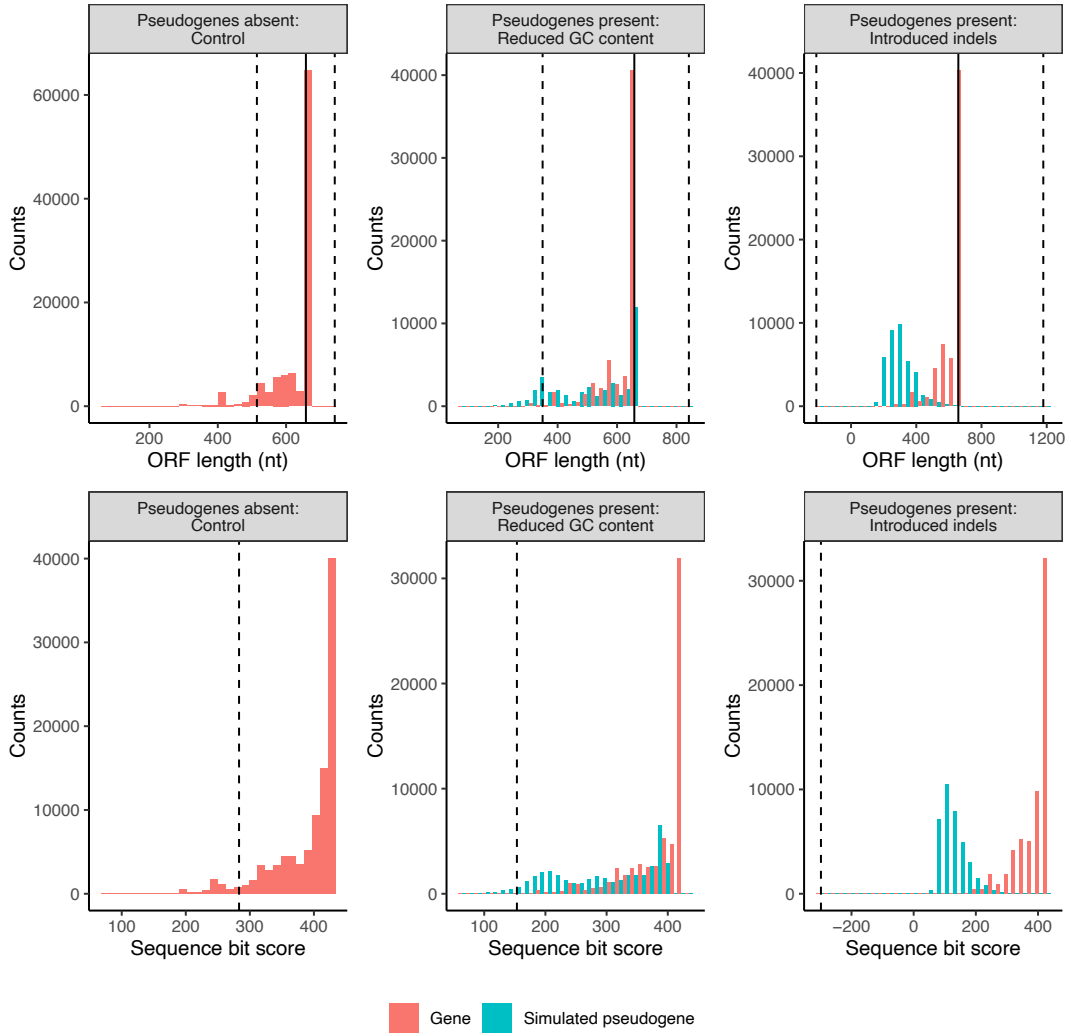 Pseudogenes absent:
Control
Pseudogenes present:
Reduced GC content
Pseudogenes present:
Introduced indels
Counts
60000
40000
20000
0
200
400
600
ORF length (nt)
Counts
40000
30000
20000
10000
0
200
400
600
800
ORF length (nt)
Counts
40000
30000
20000
10000
0
0
400
800
1200
ORF length (nt)
Pseudogenes absent:
Control
Pseudogenes present:
Reduced GC content
Pseudogenes present:
Introduced indels
Counts
40000
30000
20000
10000
0
100
200
300
400
Sequence bit score
Counts
30000
20000
10000
0
100
200
300
400
Sequence bit score
Counts
30000
20000
10000
0
−200
0
200
400
Sequence bit score
Gene
Simulated pseudogene